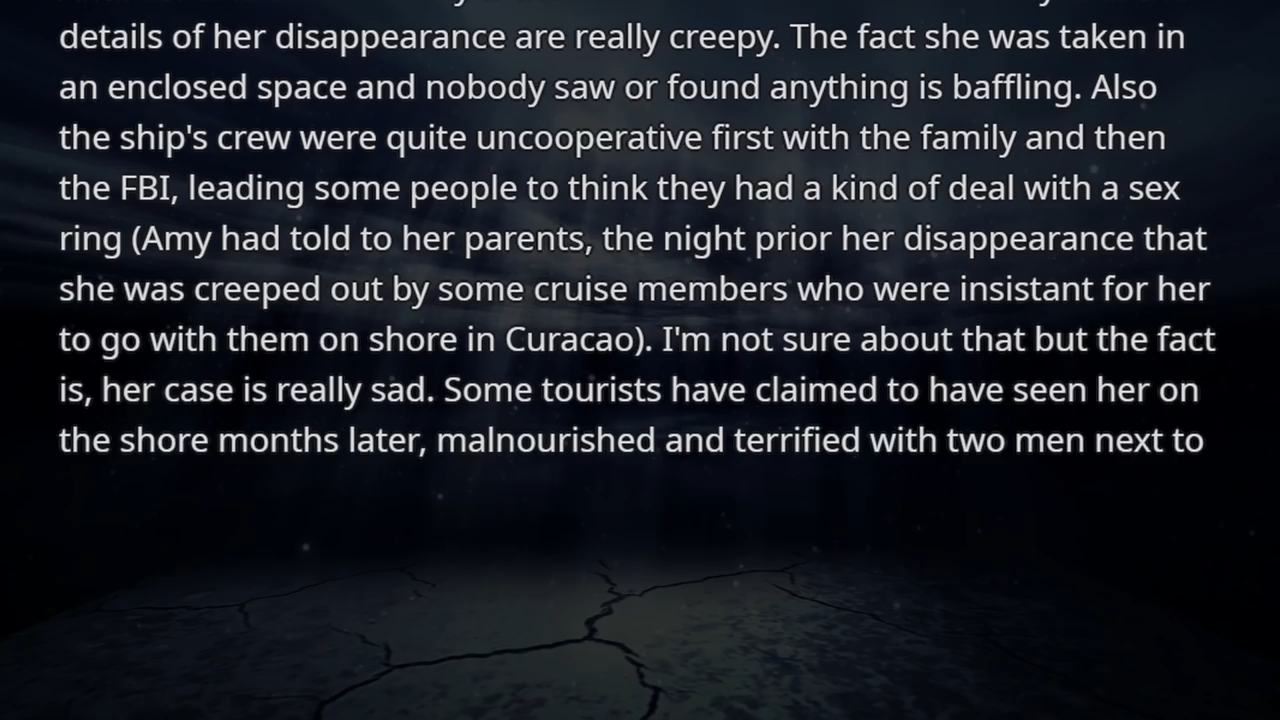 details of her disappearance are really creepy. The fact she was taken in
an enclosed space and nobody saw or found anything is baffling. Also
the ship's crew were quite uncooperative first with the family and then
the FBI, leading some people to think they had a kind of deal with a sex
ring (Amy had told to her parents, the night prior her disappearance that
she was creeped out by some cruise members who were insistant for her
to go with them on shore in Curacao). I'm not sure about that but the fact
is, her case is really sad. Some tourists have claimed to have seen her on
the shore months later, malnourished and terrified with two men next to